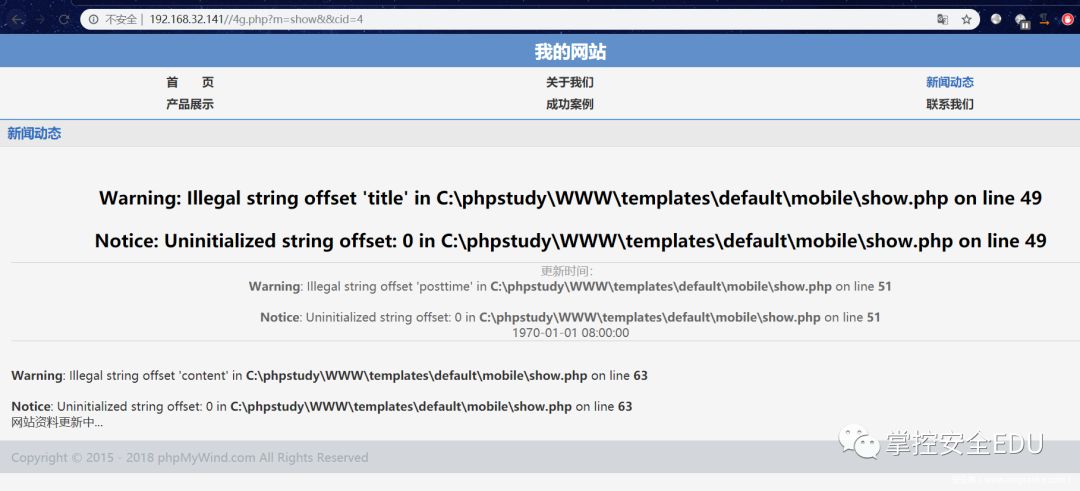 不安全 | 192.168.32.141//4g.php?m=show&&cid=4
我的网站
首 页 关于我们 新闻动态
产品展示 成功案例 联系我们
新闻动态
Warning: Illegal string offset 'title' in C:\phpstudy\WWW\templates\default\mobile\show.php on line 49
Notice: Uninitialized string offset: 0 in C:\phpstudy\WWW\templates\default\mobile\show.php on line 49
更新时间：
Warning: Illegal string offset 'posttime' in C:\phpstudy\WWW\templates\default\mobile\show.php on line 51
Notice: Uninitialized string offset: 0 in C:\phpstudy\WWW\templates\default\mobile\show.php on line 51
1970-01-01 08:00:00
Warning: Illegal string offset 'content' in C:\phpstudy\WWW\templates\default\mobile\show.php on line 63
Notice: Uninitialized string offset: 0 in C:\phpstudy\WWW\templates\default\mobile\show.php on line 63
网站资料更新中...
掌控安全EDU
Copyright © 2015 - 2018 phpMyWind.com All Rights Reserved